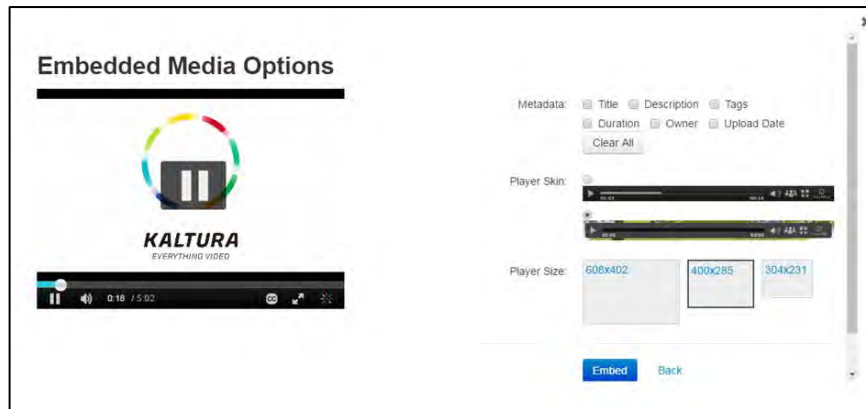 Embedded Media Options
KALTURA
EVERYTHING VIDEO
0:18 / 5:02
CC
Metadata: Title Description Tags
Duration Owner Upload Date
Clear All
Player Skin:
Player Size: 608x402 400x285 304x231
Embed Back